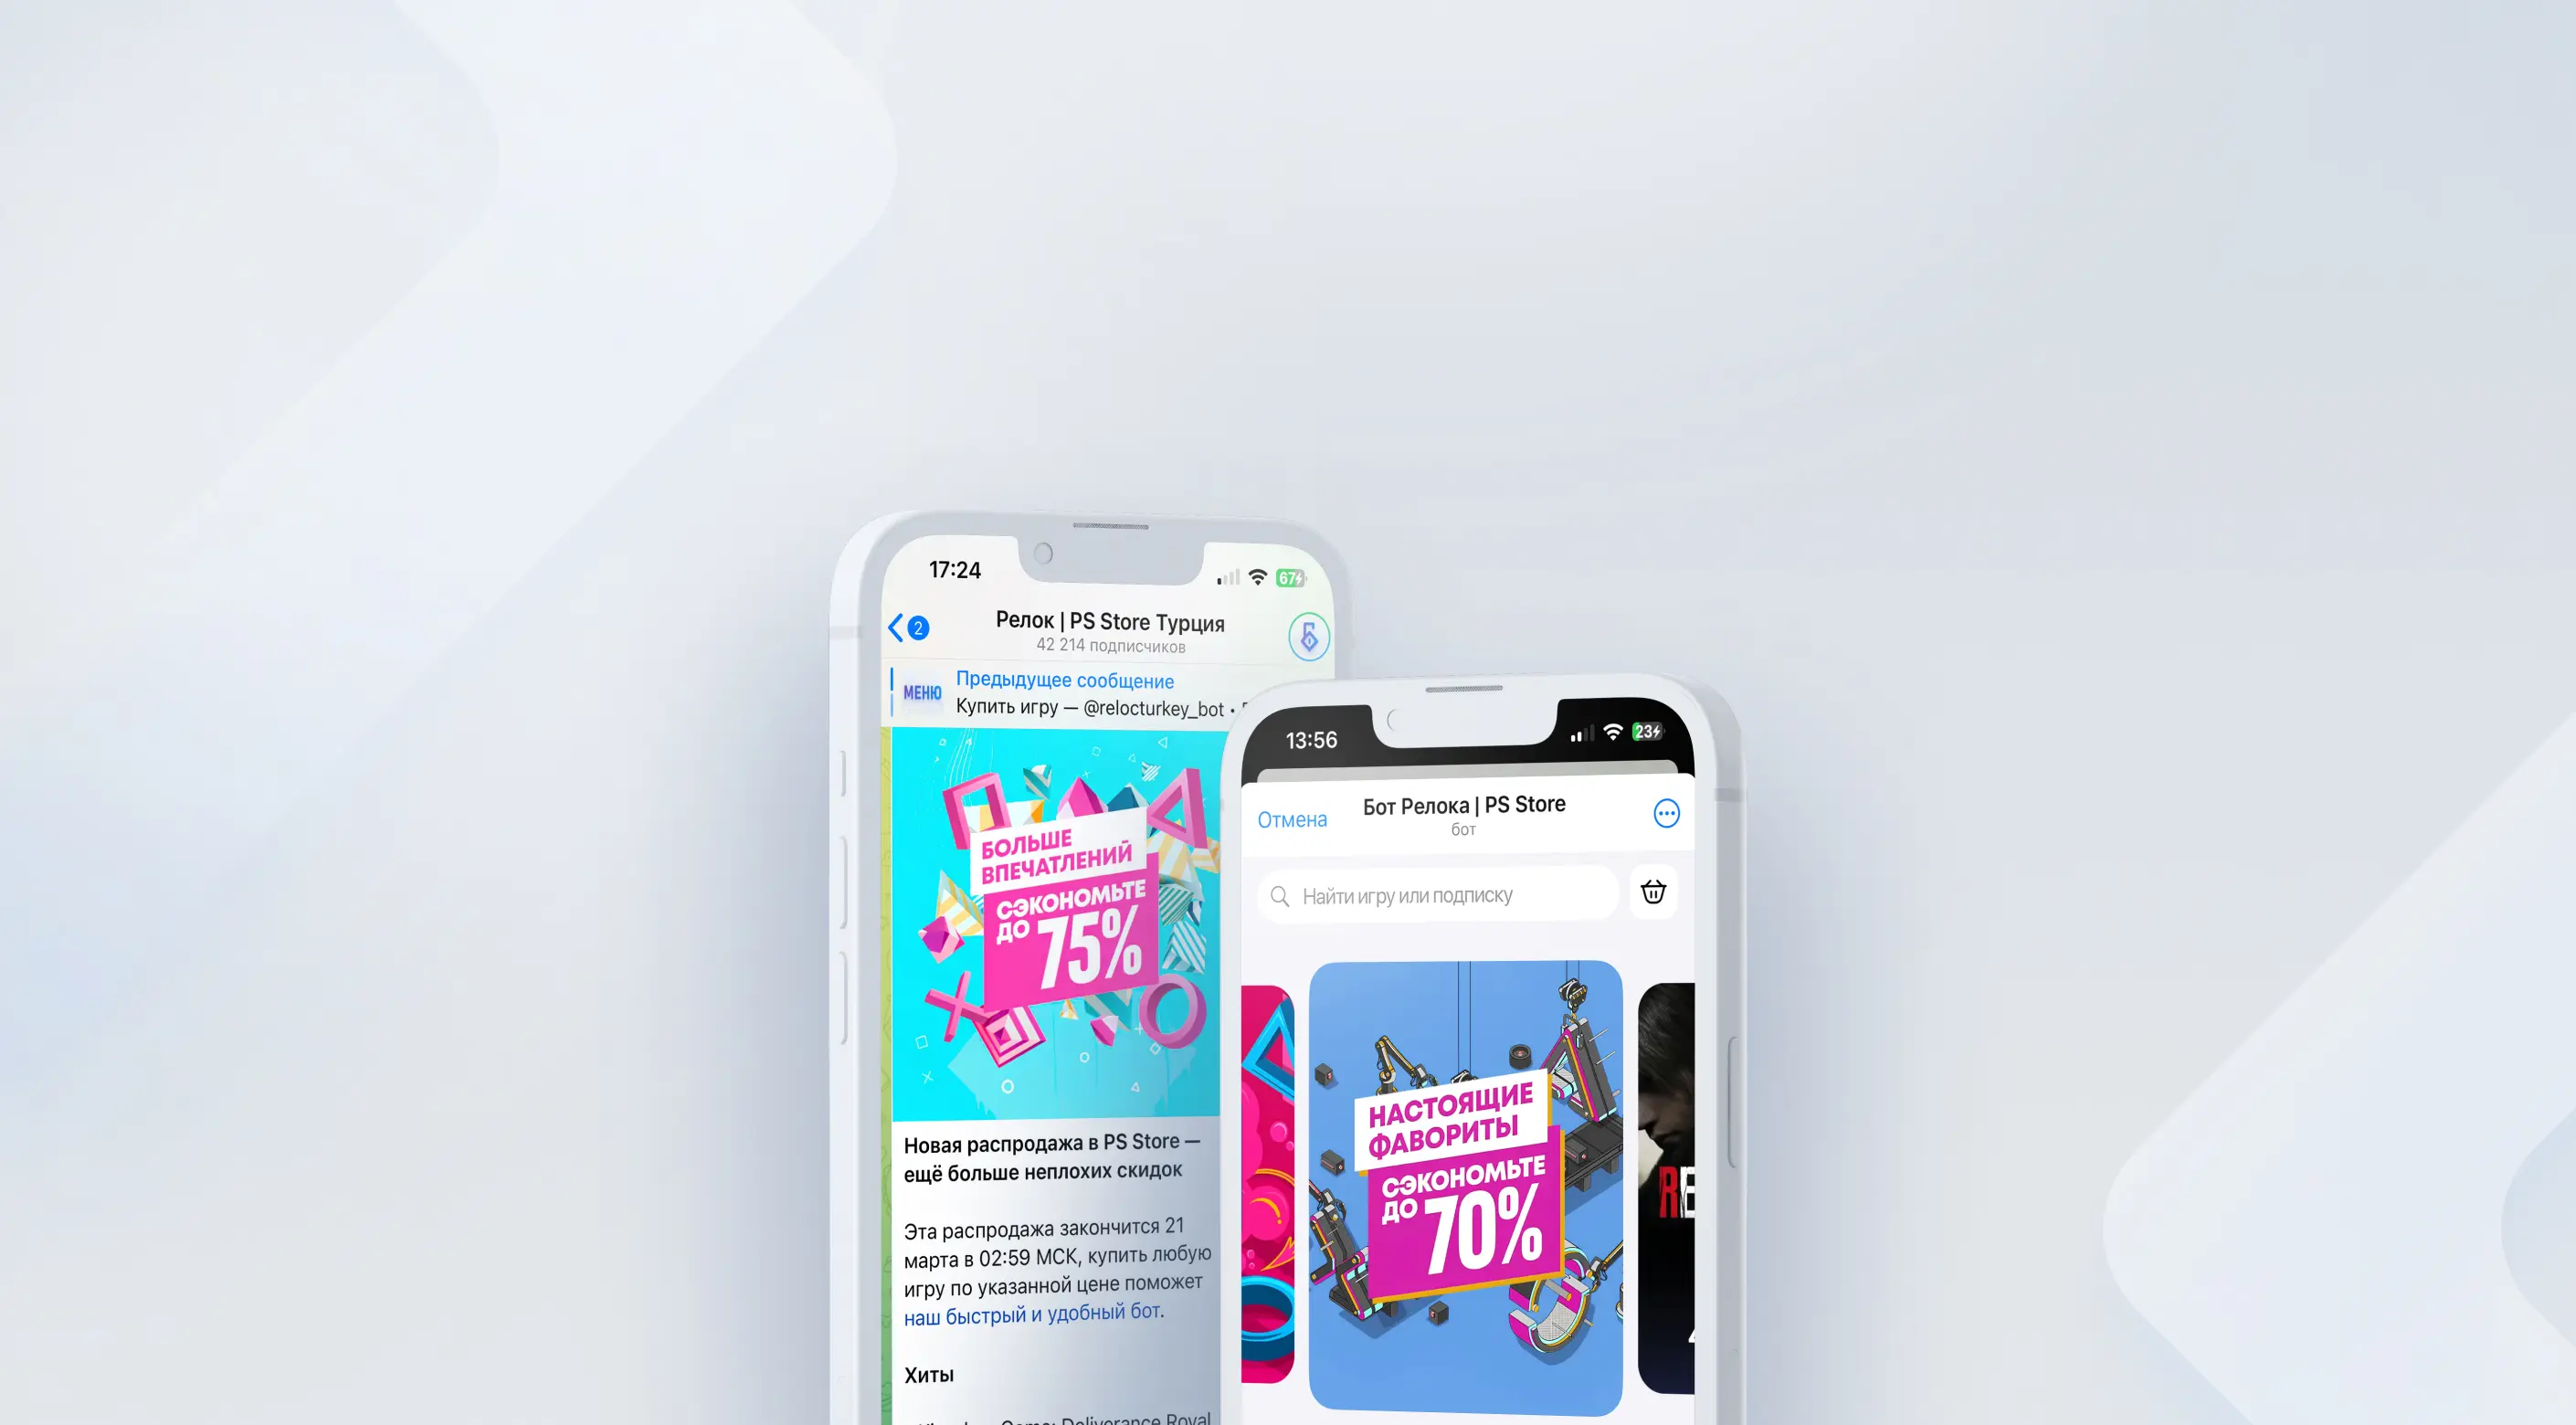 17:24
67
2
Релок | PS Store Турция
42 214 подписчиков
МЕНЮ
Предыдущее сообщение
Купить игру — @relocturkey_bot •
БОЛЬШЕ
ВПЕЧАТЛЕНИЙ
СЭКОНОМЬТЕ
ДО 75%
Новая распродажа в PS Store —
ещё больше неплохих скидок
Эта распродажа закончится 21
марта в 02:59 МСК, купить любую
игру по указанной цене поможет
наш быстрый и удобный бот.
Хиты
Deliverance Royal
13:56
23
Отмена
Бот Релока | PS Store
бот
Найти игру или подписку
НАСТОЯЩИЕ
ФАВОРИТЫ
СЭКОНОМЬТЕ
ДО 70%
RE